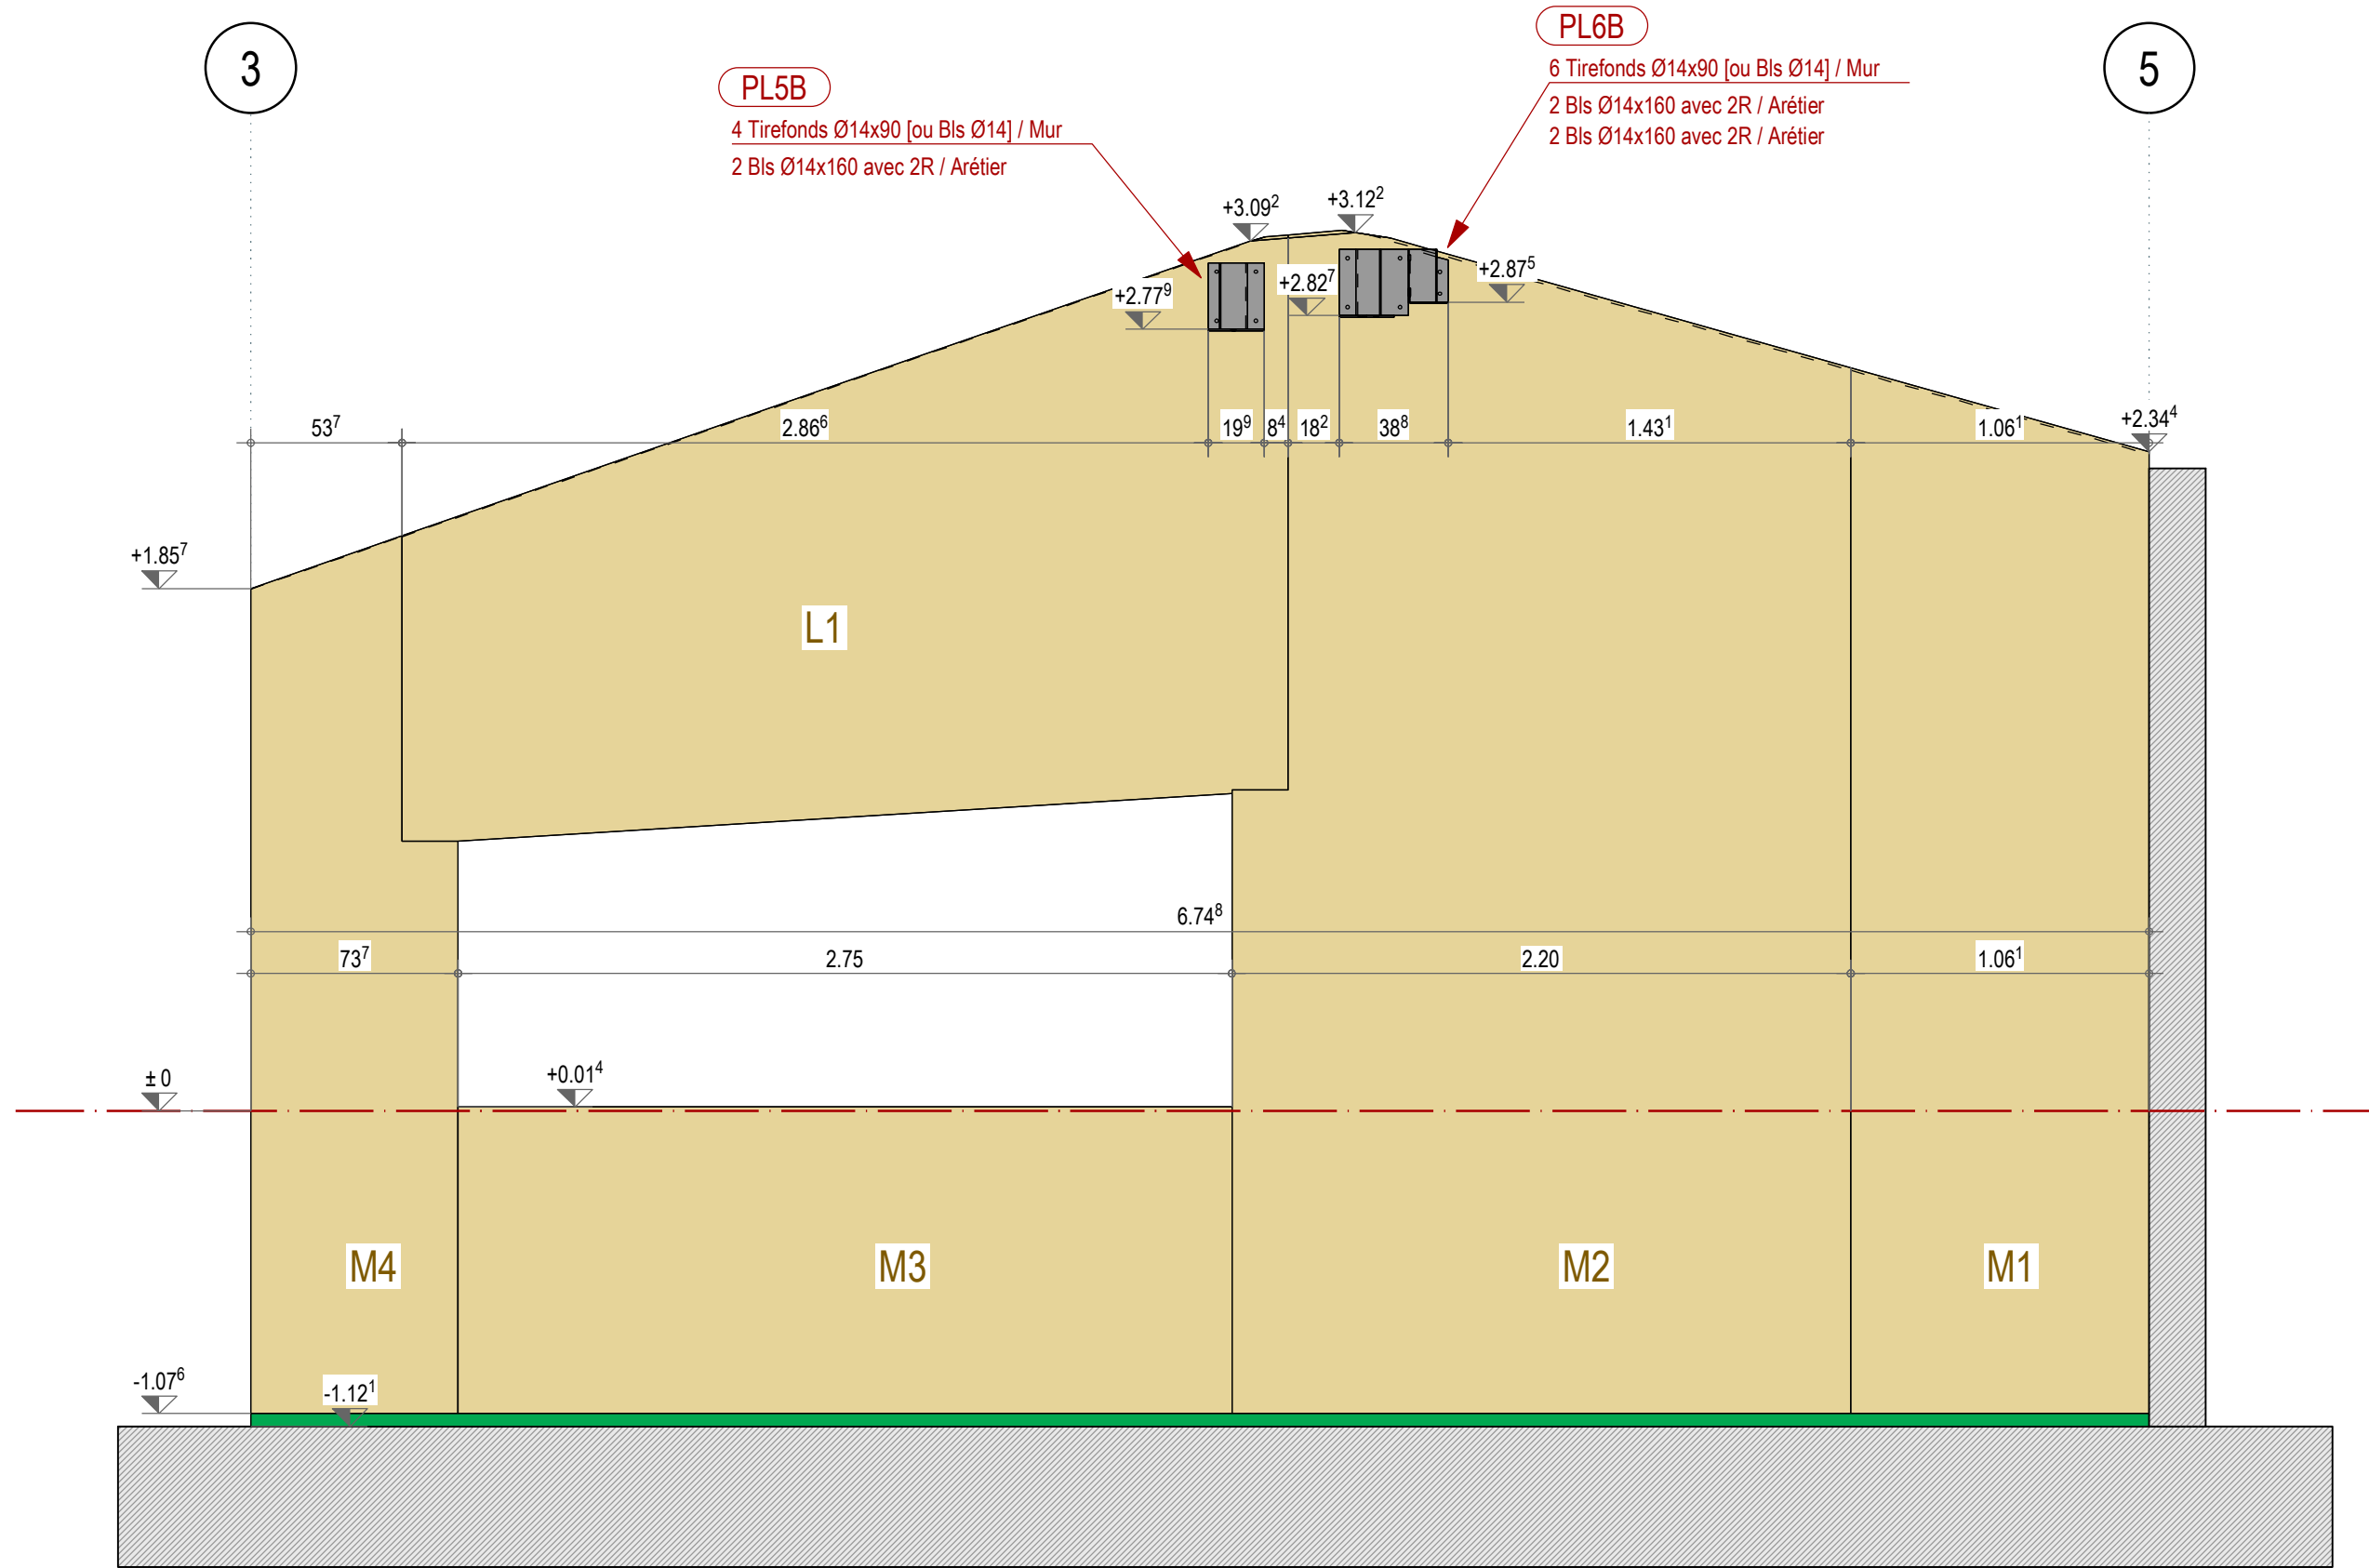 3
PL5B
4 Tirefonds Ø14x90 [ou Bls Ø14] / Mur
2 Bls Ø14x160 avec 2R / Arétier
PL6B
6 Tirefonds Ø14x90 [ou Bls Ø14] / Mur
2 Bls Ø14x160 avec 2R / Arétier
2 Bls Ø14x160 avec 2R / Arétier
5
+3.09²
+3.12²
+2.77⁹
+2.82⁷
+2.87⁵
53⁷
2.86⁶
19⁹
8⁴
18²
38⁸
1.43¹
1.06¹
+2.34⁴
+1.85⁷
L1
6.74⁸
73⁷
2.75
2.20
1.06¹
± 0
+0.01⁴
M4
M3
M2
M1
-1.07⁶
-1.12¹